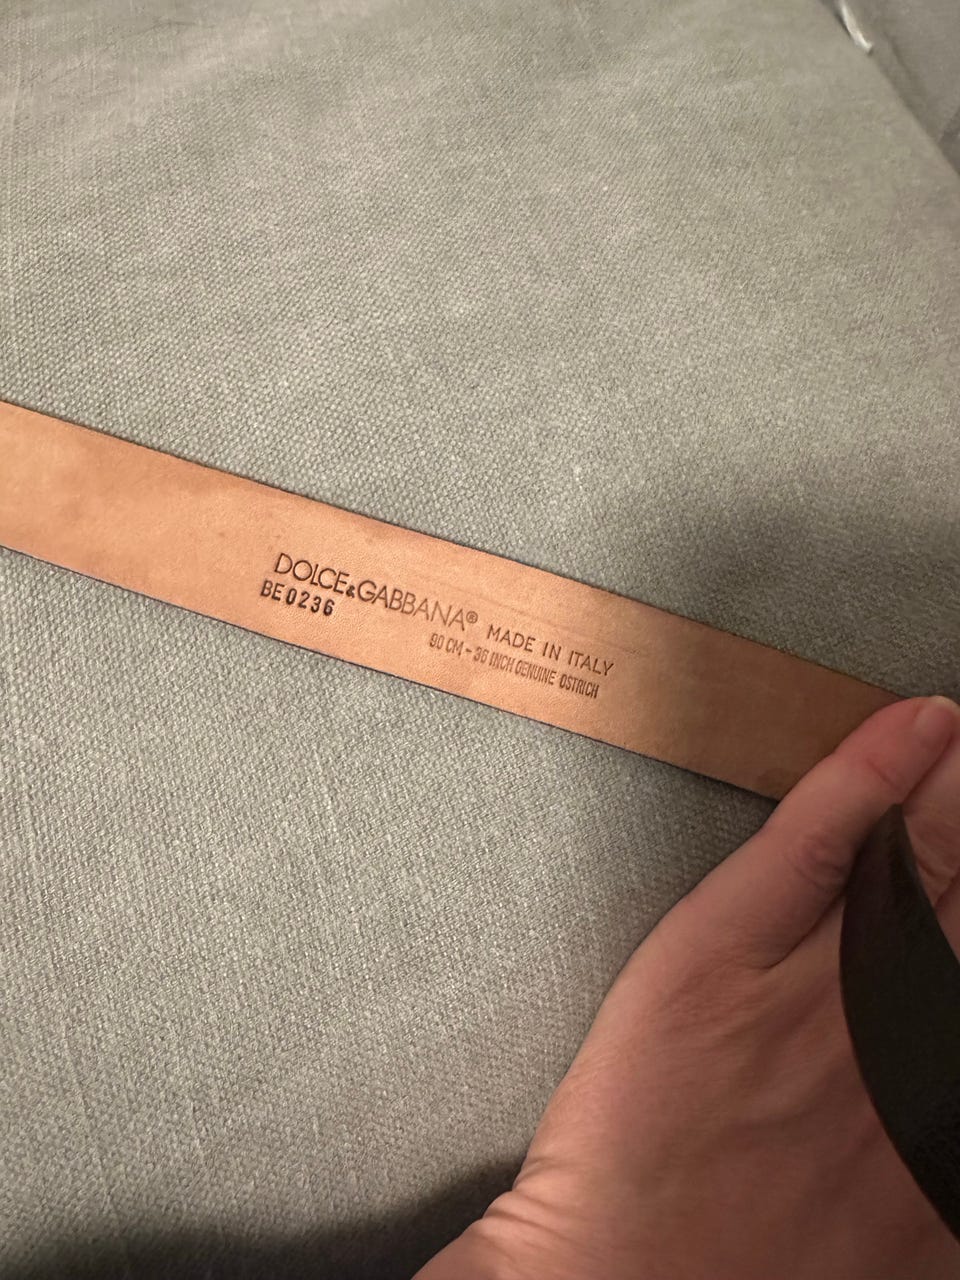 DOLCE&GABBANA® MADE IN ITALY
BE0236
90 CM - 36 INCH GENUINE OSTRICH